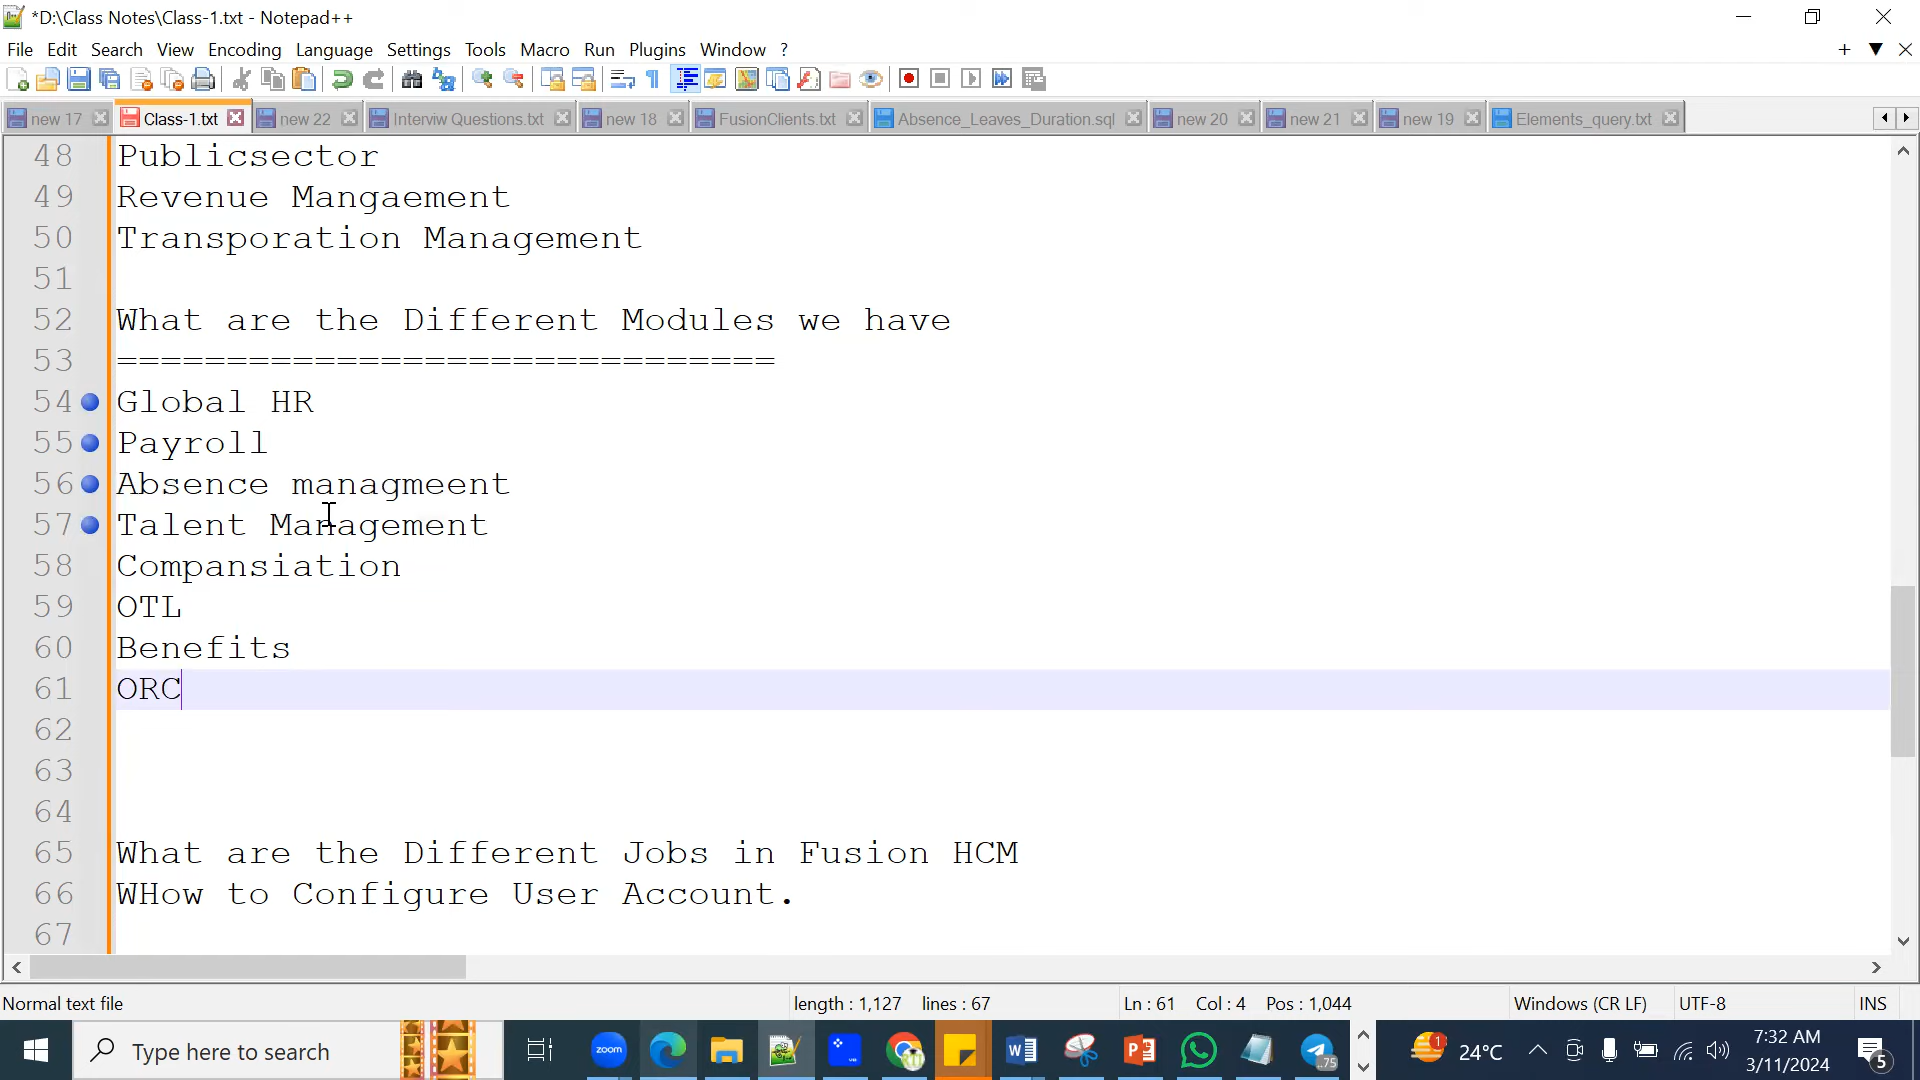 *D:\Class Notes\Class-1.txt - Notepad++
File Edit Search View Encoding Language Settings Tools Macro Run Plugins Window ?
new 17 Class-1.txt new 22 Interviw Questions.txt new 18 FusionClients.txt Absence_Leaves_Duration.sql new 20 new 21 new 19 Elements_query.txt
48 Publicsector
49 Revenue Mangaement
50 Transporation Management
51
52 What are the Different Modules we have
53 ==============================
54 Global HR
55 Payroll
56 Absence managmeent
57 Talent Management
58 Compansiation
59 OTL
60 Benefits
61 ORC
62
63
64
65 What are the Different Jobs in Fusion HCM
66 WHow to Configure User Account.
67
Normal text file length : 1,127 lines : 67 Ln : 61 Col : 4 Pos : 1,044 Windows (CR LF) UTF-8 INS
Type here to search zoom .75 1 24°C 7:32 AM 5
3/11/2024